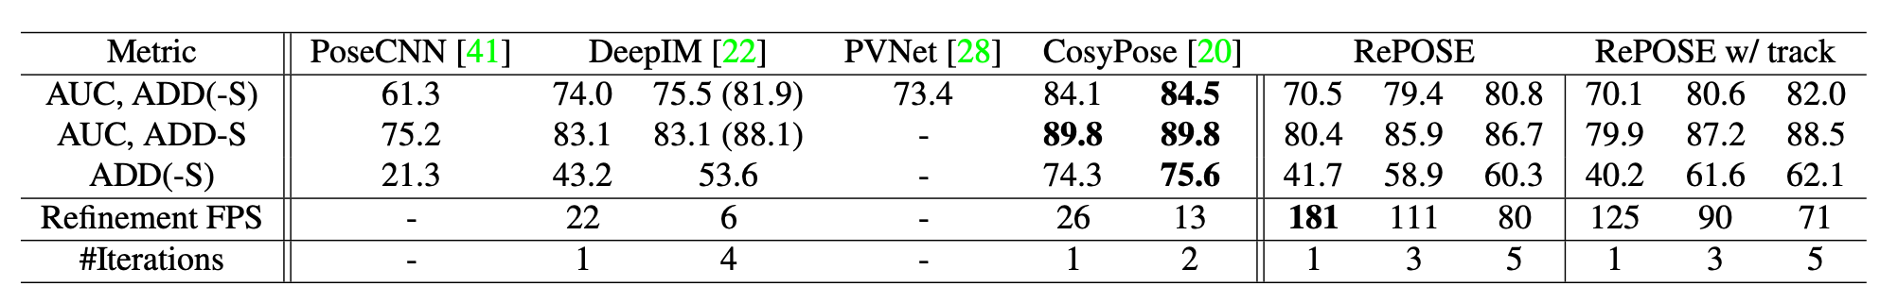 Metric PoseCNN [41] DeepIM [22] PVNet [28] CosyPose [20] RePOSE RePOSE w/ track
AUC, ADD(-S) 61.3 74.0 75.5 (81.9) 73.4 84.1 84.5 70.5 79.4 80.8 70.1 80.6 82.0
AUC, ADD-S 75.2 83.1 83.1 (88.1) - 89.8 89.8 80.4 85.9 86.7 79.9 87.2 88.5
ADD(-S) 21.3 43.2 53.6 - 74.3 75.6 41.7 58.9 60.3 40.2 61.6 62.1
Refinement FPS - 22 6 - 26 13 181 111 80 125 90 71
#Iterations - 1 4 - 1 2 1 3 5 1 3 5